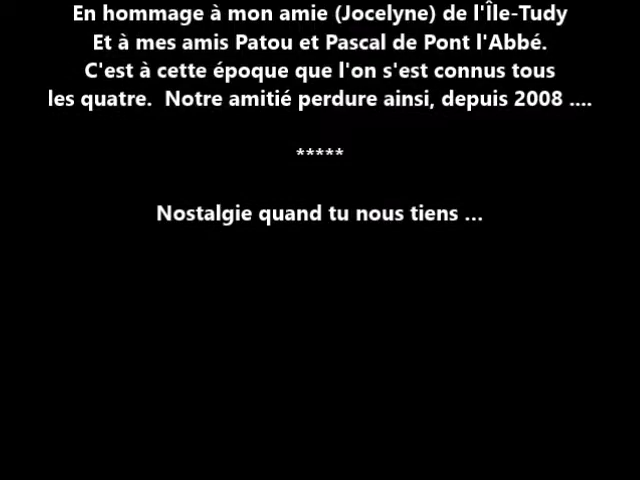 En hommage à mon amie (Jocelyne) de l'Île-Tudy
Et à mes amis Patou et Pascal de Pont l'Abbé.
C'est à cette époque que l'on s'est connus tous
les quatre.  Notre amitié perdure ainsi, depuis 2008 ....
*****
Nostalgie quand tu nous tiens ...